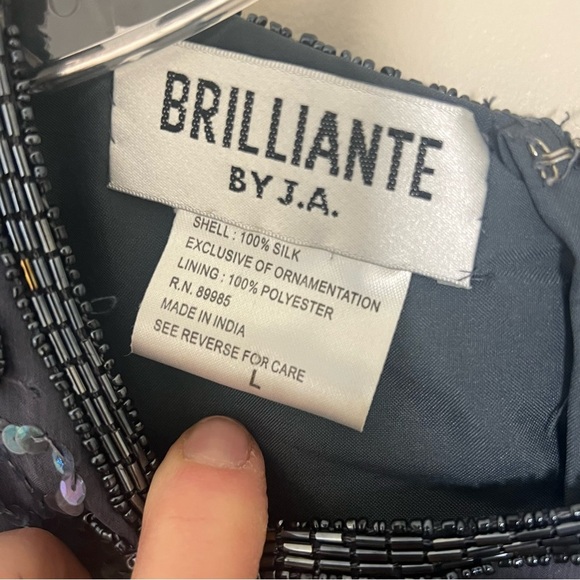 BRILLIANTE
BY J.A.
SHELL : 100% SILK
EXCLUSIVE OF ORNAMENTATION
LINING : 100% POLYESTER
R.N. 89985
MADE IN INDIA
SEE REVERSE FOR CARE
L